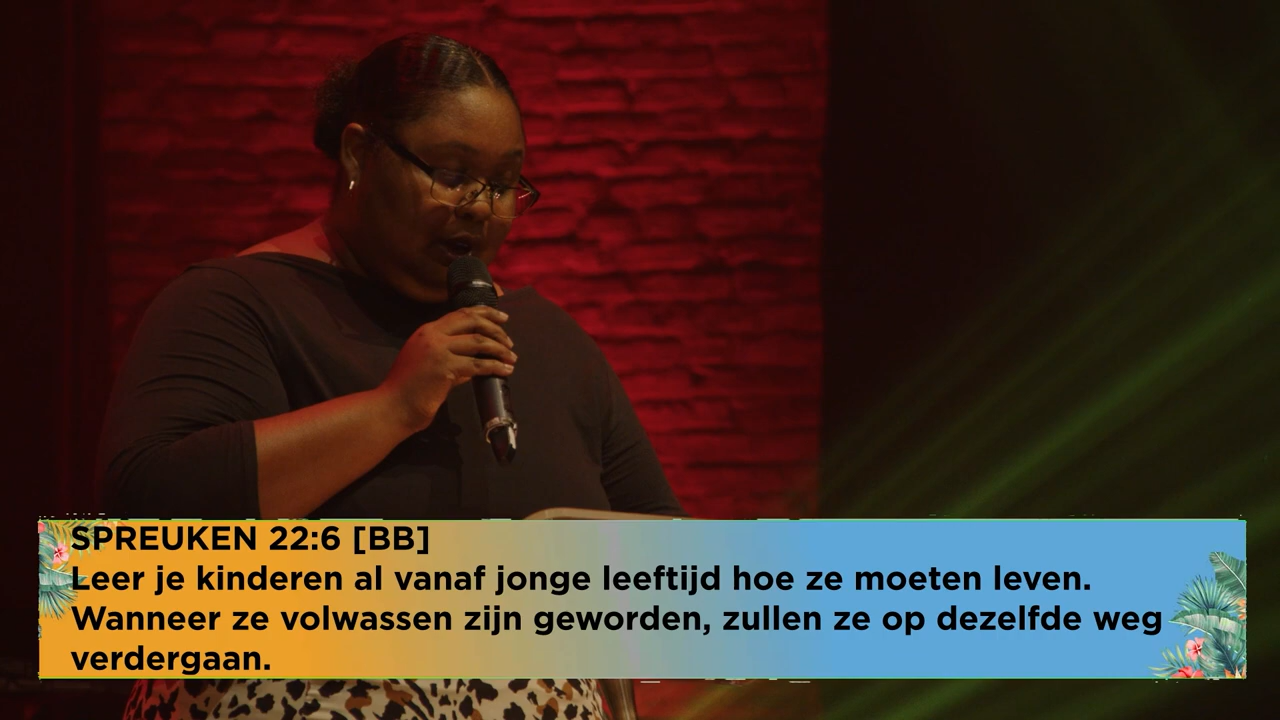 SPREUKEN 22:6 [BB]
Leer je kinderen al vanaf jonge leeftijd hoe ze moeten leven.
Wanneer ze volwassen zijn geworden, zullen ze op dezelfde weg
verdergaan.